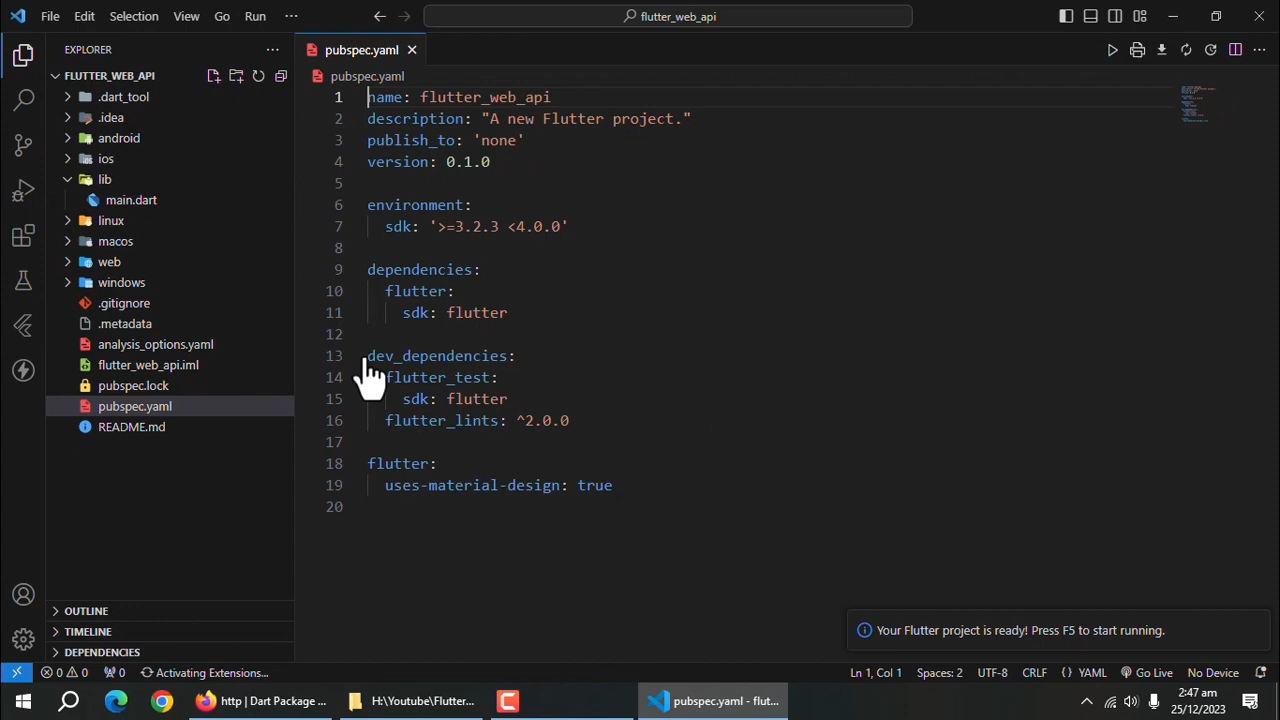 File Edit Selection View Go Run ··· flutter_web_api
EXPLORER
FLUTTER_WEB_API
.dart_tool
.idea
android
ios
lib
main.dart
linux
macos
web
windows
.gitignore
.metadata
analysis_options.yaml
flutter_web_api.iml
pubspec.lock
pubspec.yaml
README.md
OUTLINE
TIMELINE
DEPENDENCIES
pubspec.yaml
pubspec.yaml
1 name: flutter_web_api
2 description: "A new Flutter project."
3 publish_to: 'none'
4 version: 0.1.0
5
6 environment:
7 sdk: '>=3.2.3 <4.0.0'
8
9 dependencies:
10 flutter:
11 sdk: flutter
12
13 dev_dependencies:
14 flutter_test:
15 sdk: flutter
16 flutter_lints: ^2.0.0
17
18 flutter:
19 uses-material-design: true
20
Your Flutter project is ready! Press F5 to start running.
0 0 0 Activating Extensions... Ln 1, Col 1 Spaces: 2 UTF-8 CRLF {} YAML Go Live No Device
http | Dart Package ... H:\Youtube\Flutter... pubspec.yaml - flut... 2:47 am
25/12/2023